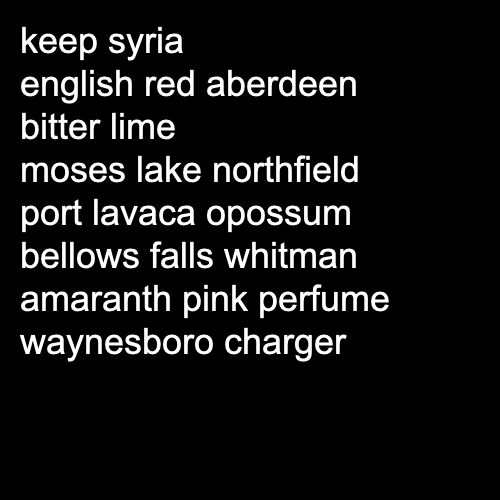 keep syria
english red aberdeen
bitter lime
moses lake northfield
port lavaca opossum
bellows falls whitman
amaranth pink perfume
waynesboro charger